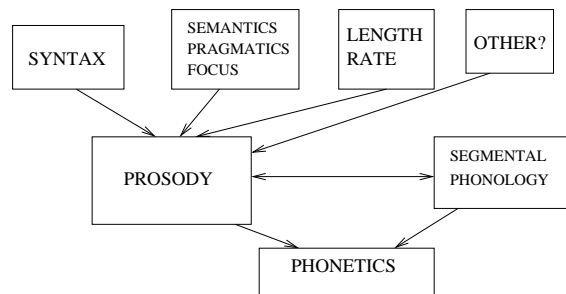 SYNTAX
SEMANTICS
PRAGMATICS
FOCUS
LENGTH
RATE
OTHER?
PROSODY
SEGMENTAL
PHONOLOGY
PHONETICS